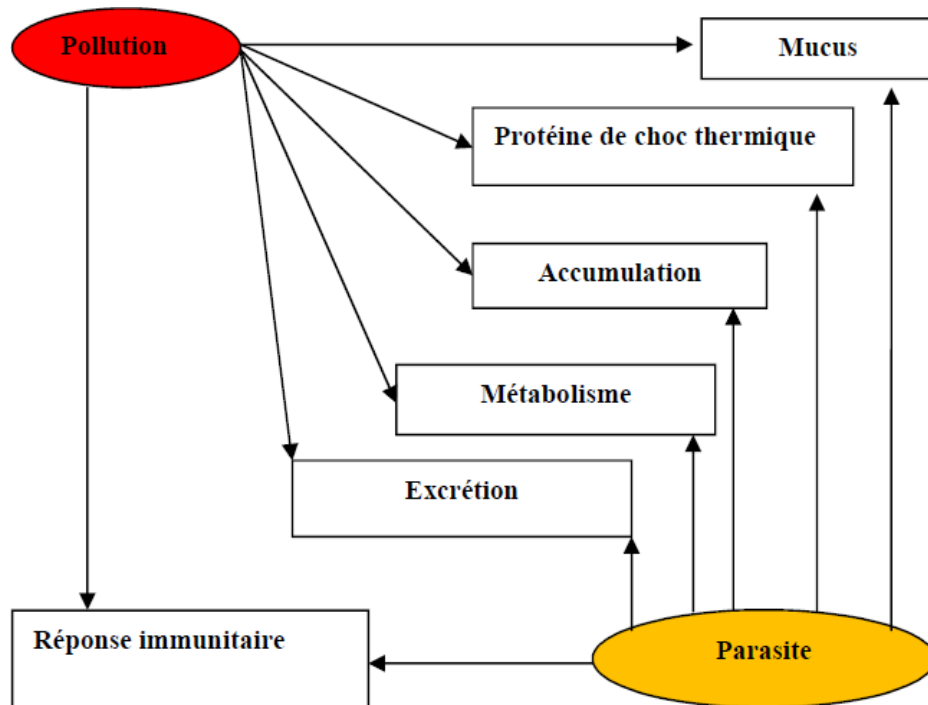 Pollution
Mucus
Protéine de choc thermique
Accumulation
Métabolisme
Excrétion
Réponse immunitaire
Parasite